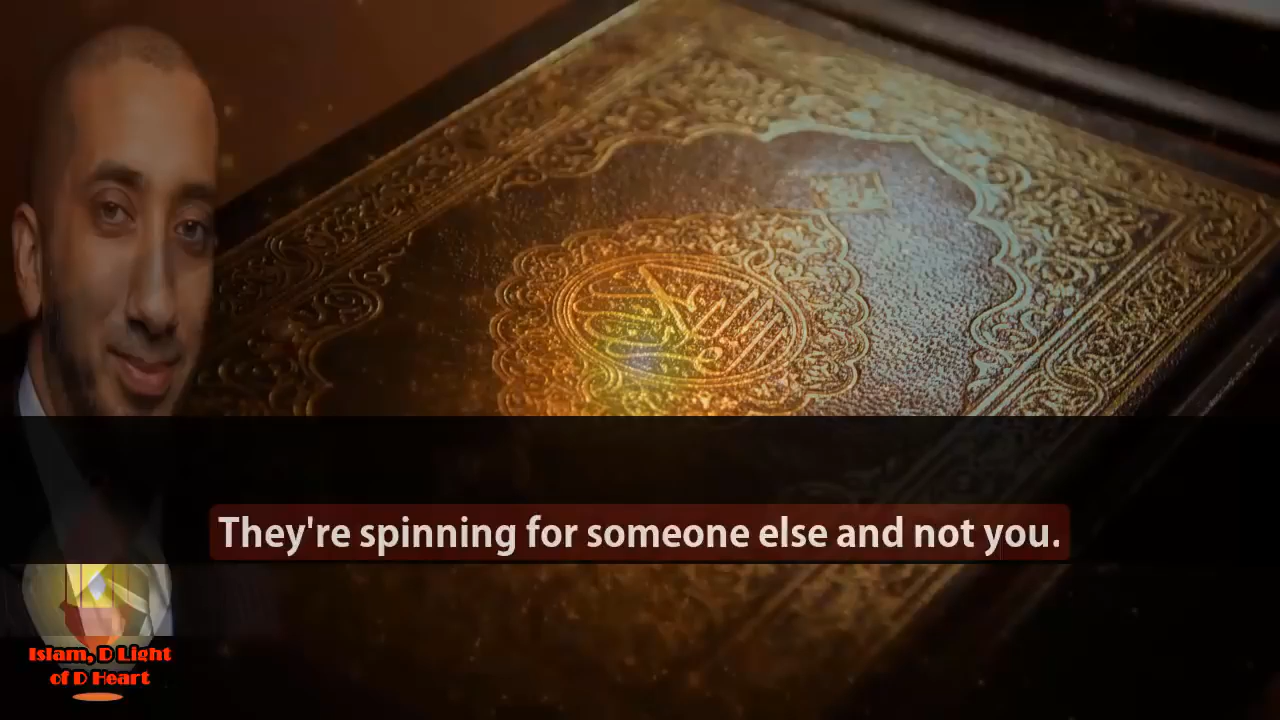 They're spinning for someone else and not you.
Islam, D Light
of D Heart